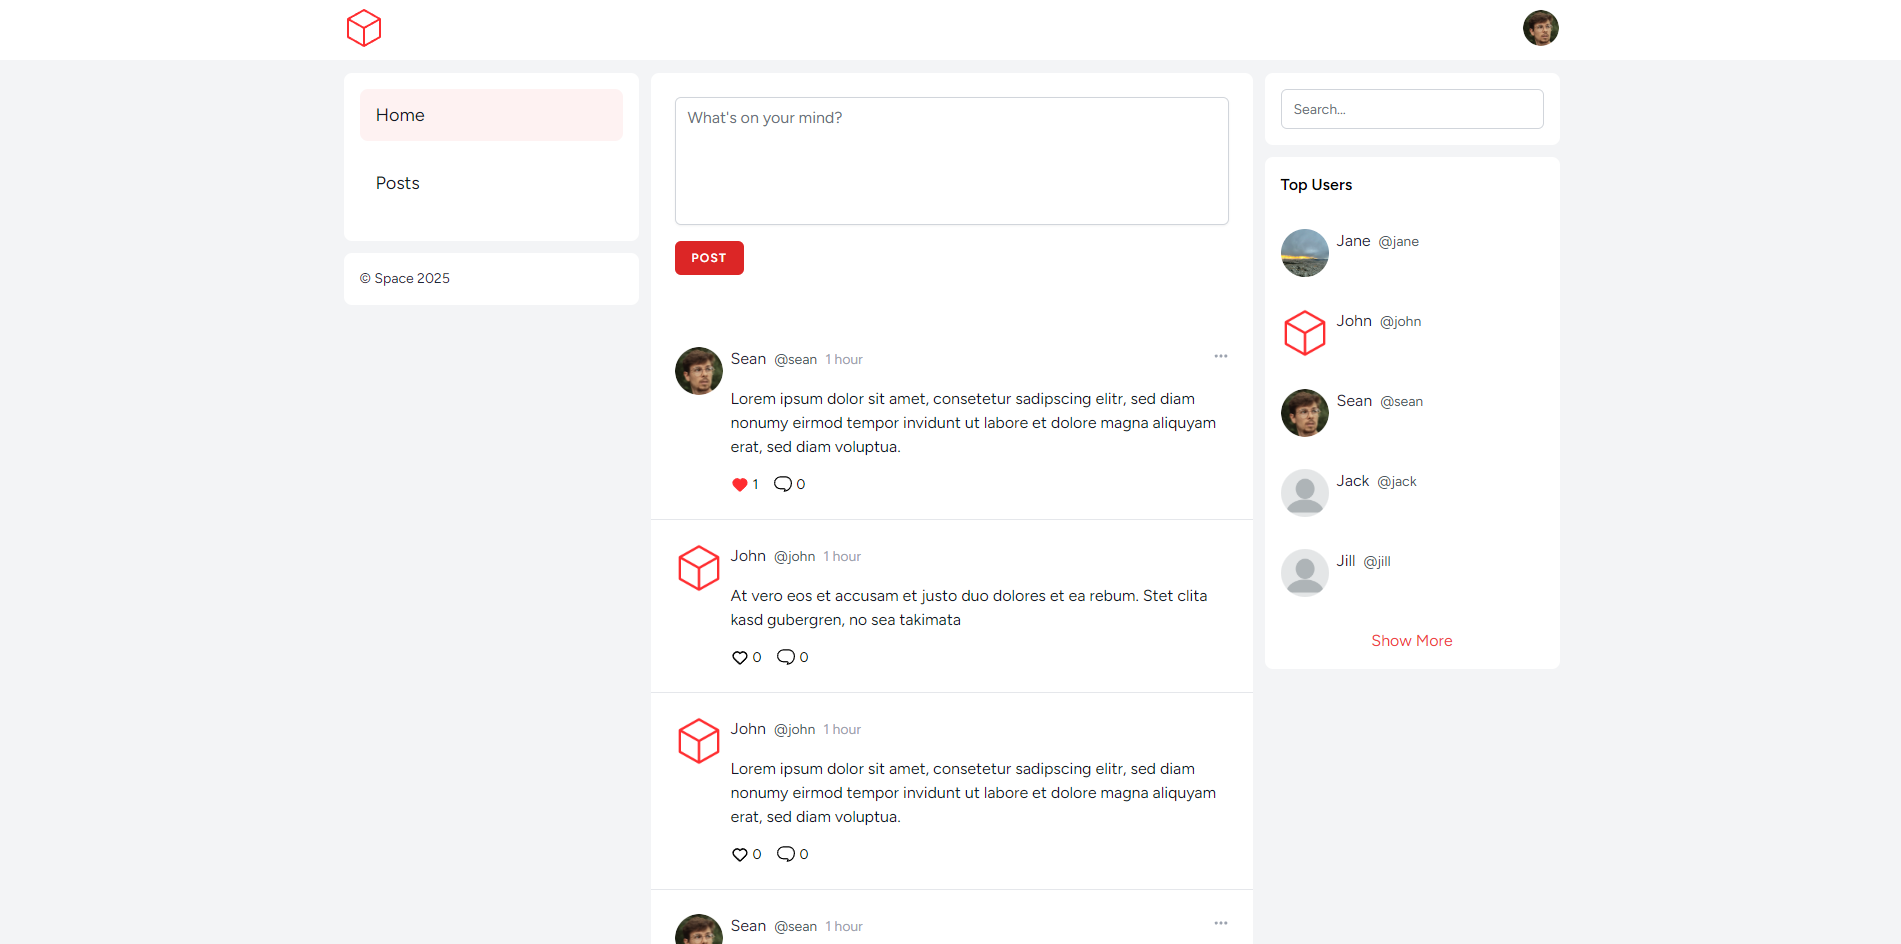 Home
Posts
© Space 2025
What's on your mind?
POST
Sean @sean 1 hour
Lorem ipsum dolor sit amet, consetetur sadipscing elitr, sed diam
nonumy eirmod tempor invidunt ut labore et dolore magna aliquyam
erat, sed diam voluptua.
1 0
John @john 1 hour
At vero eos et accusam et justo duo dolores et ea rebum. Stet clita
kasd gubergren, no sea takimata
0 0
John @john 1 hour
Lorem ipsum dolor sit amet, consetetur sadipscing elitr, sed diam
nonumy eirmod tempor invidunt ut labore et dolore magna aliquyam
erat, sed diam voluptua.
0 0
Sean @sean 1 hour
Search...
Top Users
Jane @jane
John @john
Sean @sean
Jack @jack
Jill @jill
Show More